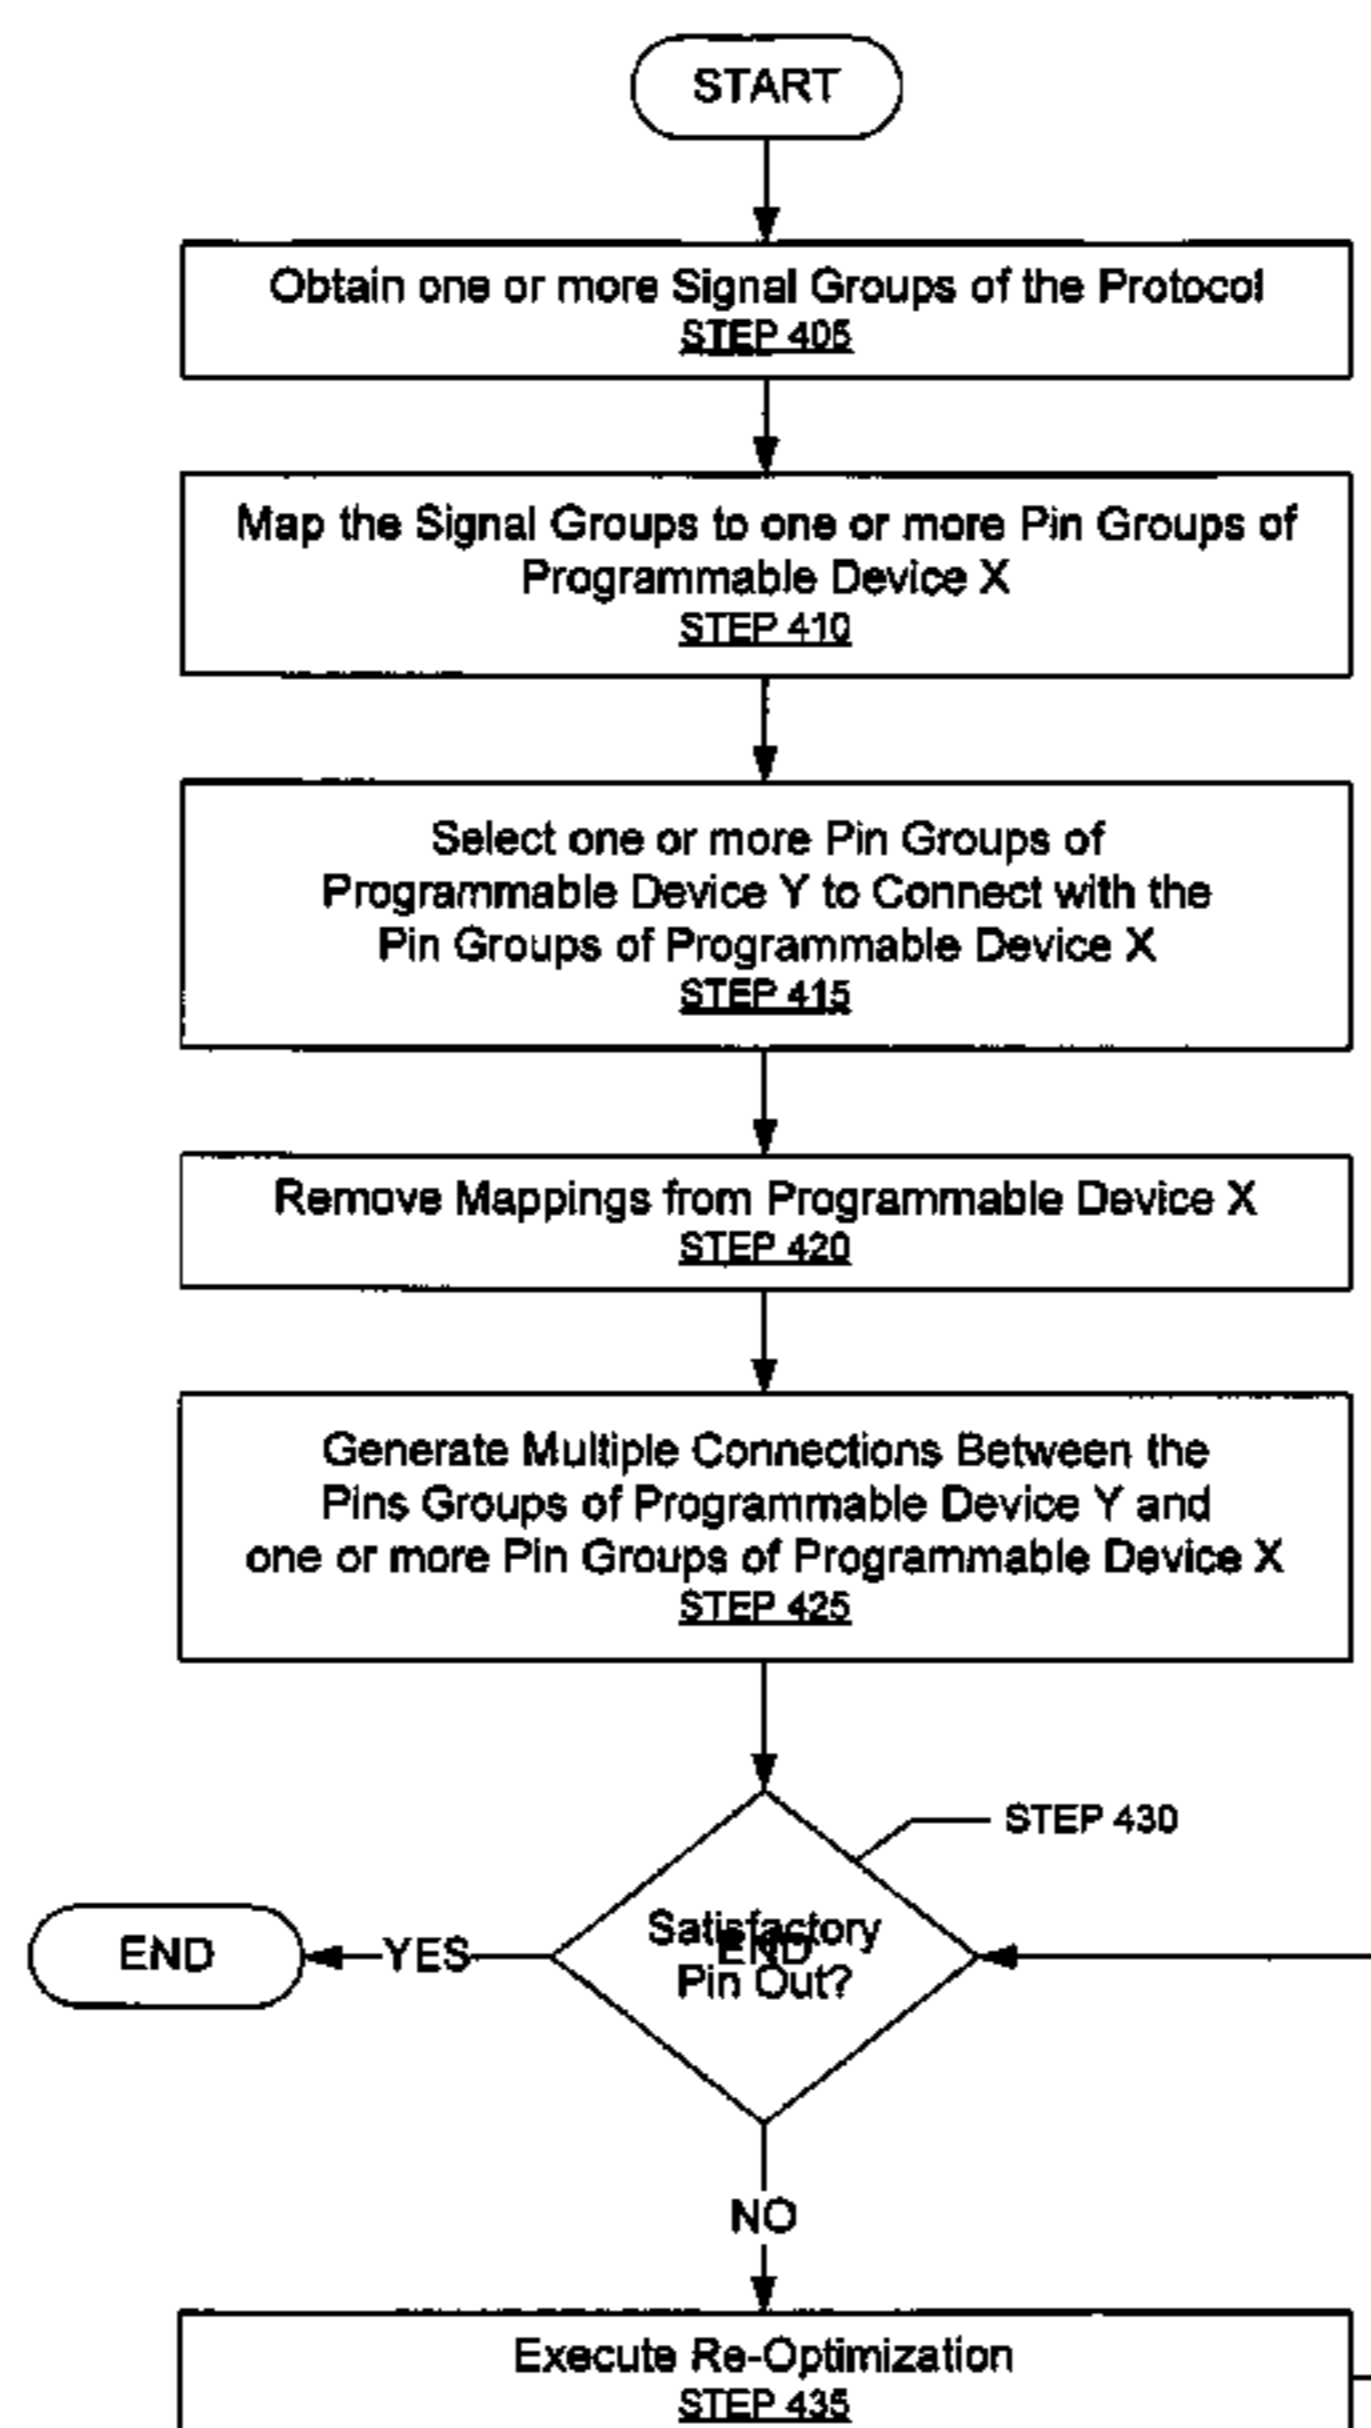 START
Obtain one or more Signal Groups of the Protocol
STEP 405
Map the Signal Groups to one or more Pin Groups of
Programmable Device X
STEP 410
Select one or more Pin Groups of
Programmable Device Y to Connect with the
Pin Groups of Programmable Device X
STEP 415
Remove Mappings from Programmable Device X
STEP 420
Generate Multiple Connections Between the
Pins Groups of Programmable Device Y and
one or more Pin Groups of Programmable Device X
STEP 425
STEP 430
Satisfactory
END
Pin Out?
YES
END
NO
Execute Re-Optimization
STEP 435